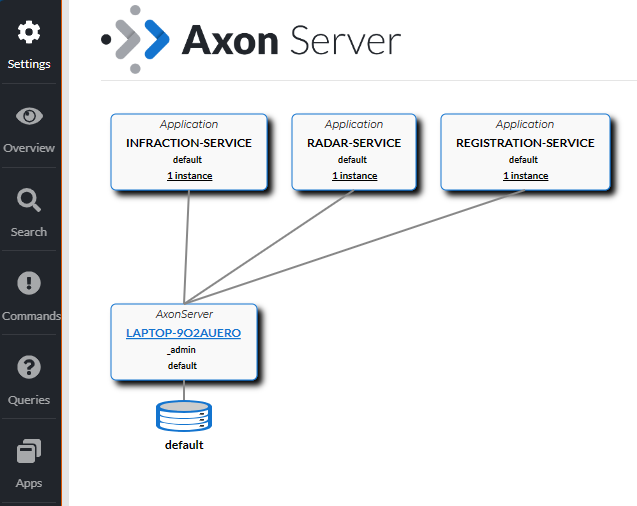 Axon Server
Settings
Overview
Search
Commands
Queries
Apps
Application
INFRACTION-SERVICE
default
1 instance
Application
RADAR-SERVICE
default
1 instance
Application
REGISTRATION-SERVICE
default
1 instance
AxonServer
LAPTOP-9O2AUERO
_admin
default
default